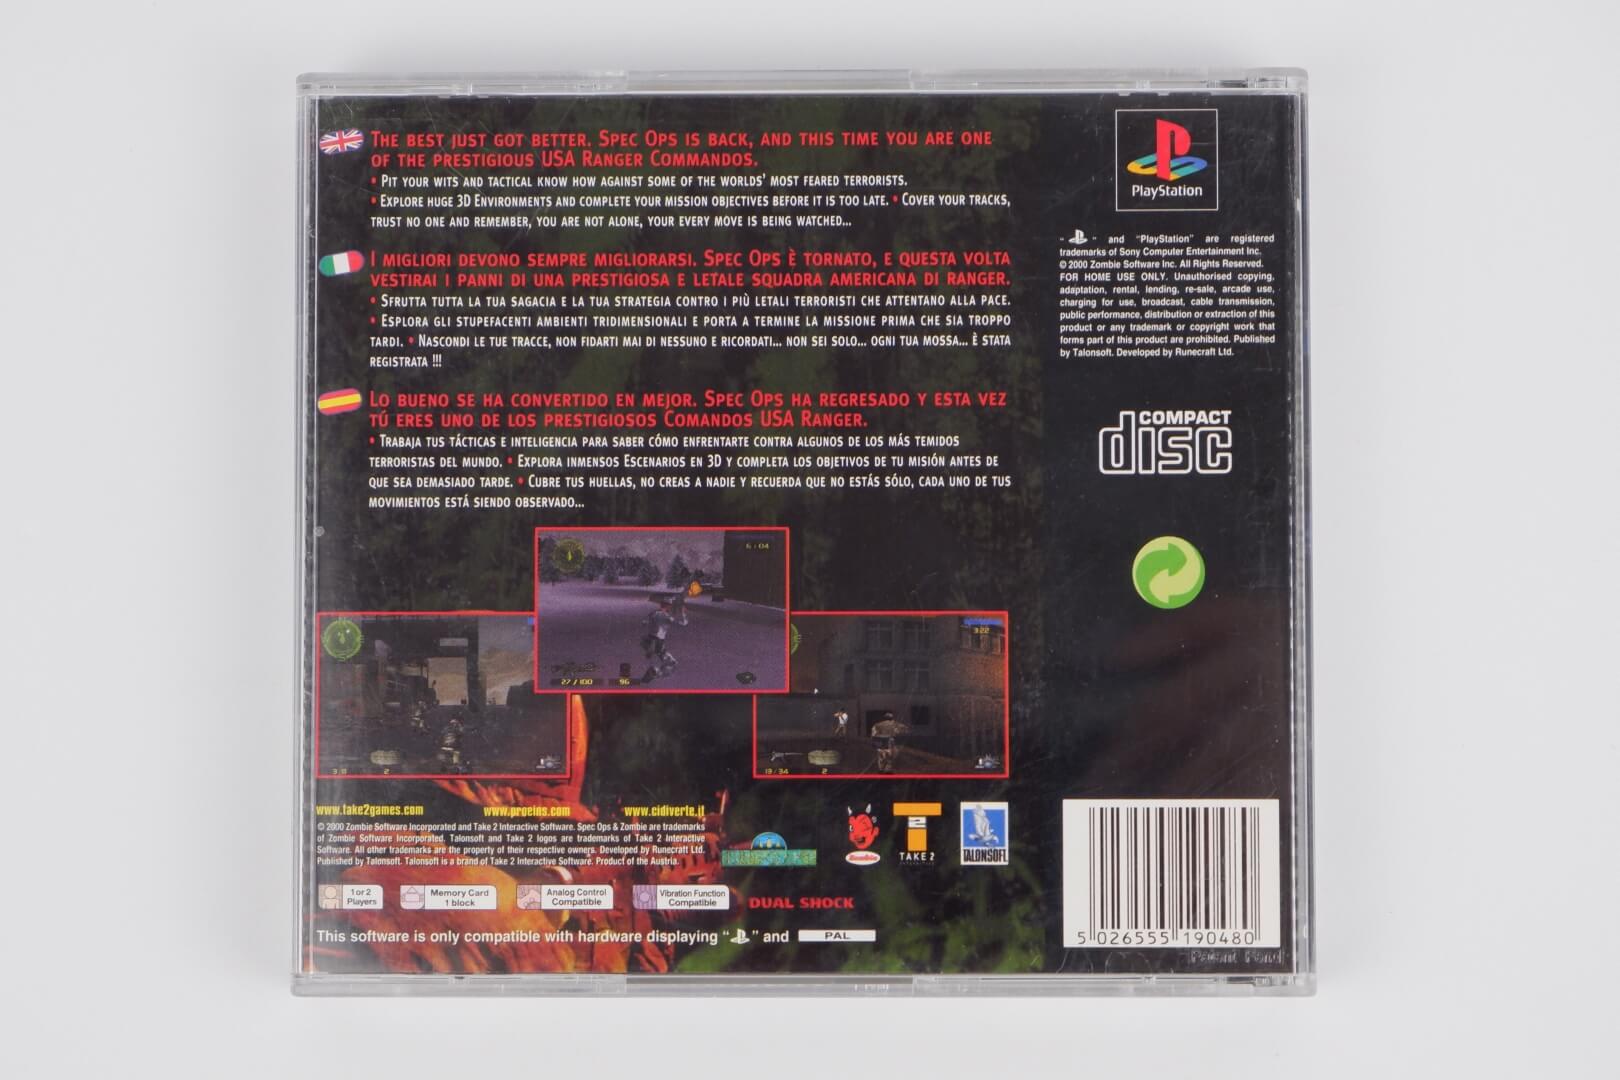 THE BEST JUST GOT BETTER. SPEC OPS IS BACK, AND THIS TIME YOU ARE ONE
OF THE PRESTIGIOUS USA RANGER COMMANDOS.
• PIT YOUR WITS AND TACTICAL KNOW HOW AGAINST SOME OF THE WORLDS' MOST FEARED TERRORISTS.
• EXPLORE HUGE 3D ENVIRONMENTS AND COMPLETE YOUR MISSION OBJECTIVES BEFORE IT IS TOO LATE. • COVER YOUR TRACKS,
TRUST NO ONE AND REMEMBER, YOU ARE NOT ALONE, YOUR EVERY MOVE IS BEING WATCHED...
I MIGLIORI DEVONO SEMPRE MIGLIORARSI. SPEC OPS È TORNATO, E QUESTA VOLTA
VESTIRAI I PANNI DI UNA PRESTIGIOSA E LETALE SQUADRA AMERICANA DI RANGER.
• SFRUTTA TUTTA LA TUA SAGACIA E LA TUA STRATEGIA CONTRO I PIÙ LETALI TERRORISTI CHE ATTENTANO ALLA PACE.
• ESPLORA GLI STUPEFACENTI AMBIENTI TRIDIMENSIONALI E PORTA A TERMINE LA MISSIONE PRIMA CHE SIA TROPPO
TARDI. • NASCONDI LE TUE TRACCE, NON FIDARTI MAI DI NESSUNO E RICORDATI... NON SEI SOLO... OGNI TUA MOSSA... È STATA
REGISTRATA !!!
LO BUENO SE HA CONVERTIDO EN MEJOR. SPEC OPS HA REGRESADO Y ESTA VEZ
TÚ ERES UNO DE LOS PRESTIGIOSOS COMANDOS USA RANGER.
• TRABAJA TUS TÁCTICAS E INTELIGENCIA PARA SABER CÓMO ENFRENTARTE CONTRA ALGUNOS DE LOS MÁS TEMIDOS
TERRORISTAS DEL MUNDO. • EXPLORA INMENSOS ESCENARIOS EN 3D Y COMPLETA LOS OBJETIVOS DE TU MISIÓN ANTES DE
QUE SEA DEMASIADO TARDE. • CUBRE TUS HUELLAS, NO CREAS A NADIE Y RECUERDA QUE NO ESTÁS SÓLO, CADA UNO DE TUS
MOVIMIENTOS ESTÁ SIENDO OBSERVADO...
6:04
27/100 96
3:22
13/34 2
2
www.take2games.com www.proeins.com www.cidiverte.it
© 2000 Zombie Software Incorporated and Take 2 Interactive Software. Spec Ops & Zombie are trademarks
of Zombie Software Incorporated. Talonsoft and Take 2 logos are trademarks of Take 2 Interactive
Software. All other trademarks are the property of their respective owners. Developed by Runecraft Ltd.
Published by Talonsoft. Talonsoft is a brand of Take 2 Interactive Software. Product of the Austria.
Zombie
TAKE 2
INTERACTIVE
TALONSOFT
1 or 2
Players
Memory Card
1 block
Analog Control
Compatible
Vibration Function
Compatible
DUAL SHOCK
This software is only compatible with hardware displaying " " and PAL
PlayStation
" " and "PlayStation" are registered
trademarks of Sony Computer Entertainment Inc.
© 2000 Zombie Software Inc. All Rights Reserved.
FOR HOME USE ONLY. Unauthorised copying,
adaptation, rental, lending, re-sale, arcade use,
charging for use, broadcast, cable transmission,
public performance, distribution or extraction of this
product or any trademark or copyright work that
forms part of this product are prohibited. Published
by Talonsoft. Developed by Runecraft Ltd.
COMPACT
disc
5 026555 190480